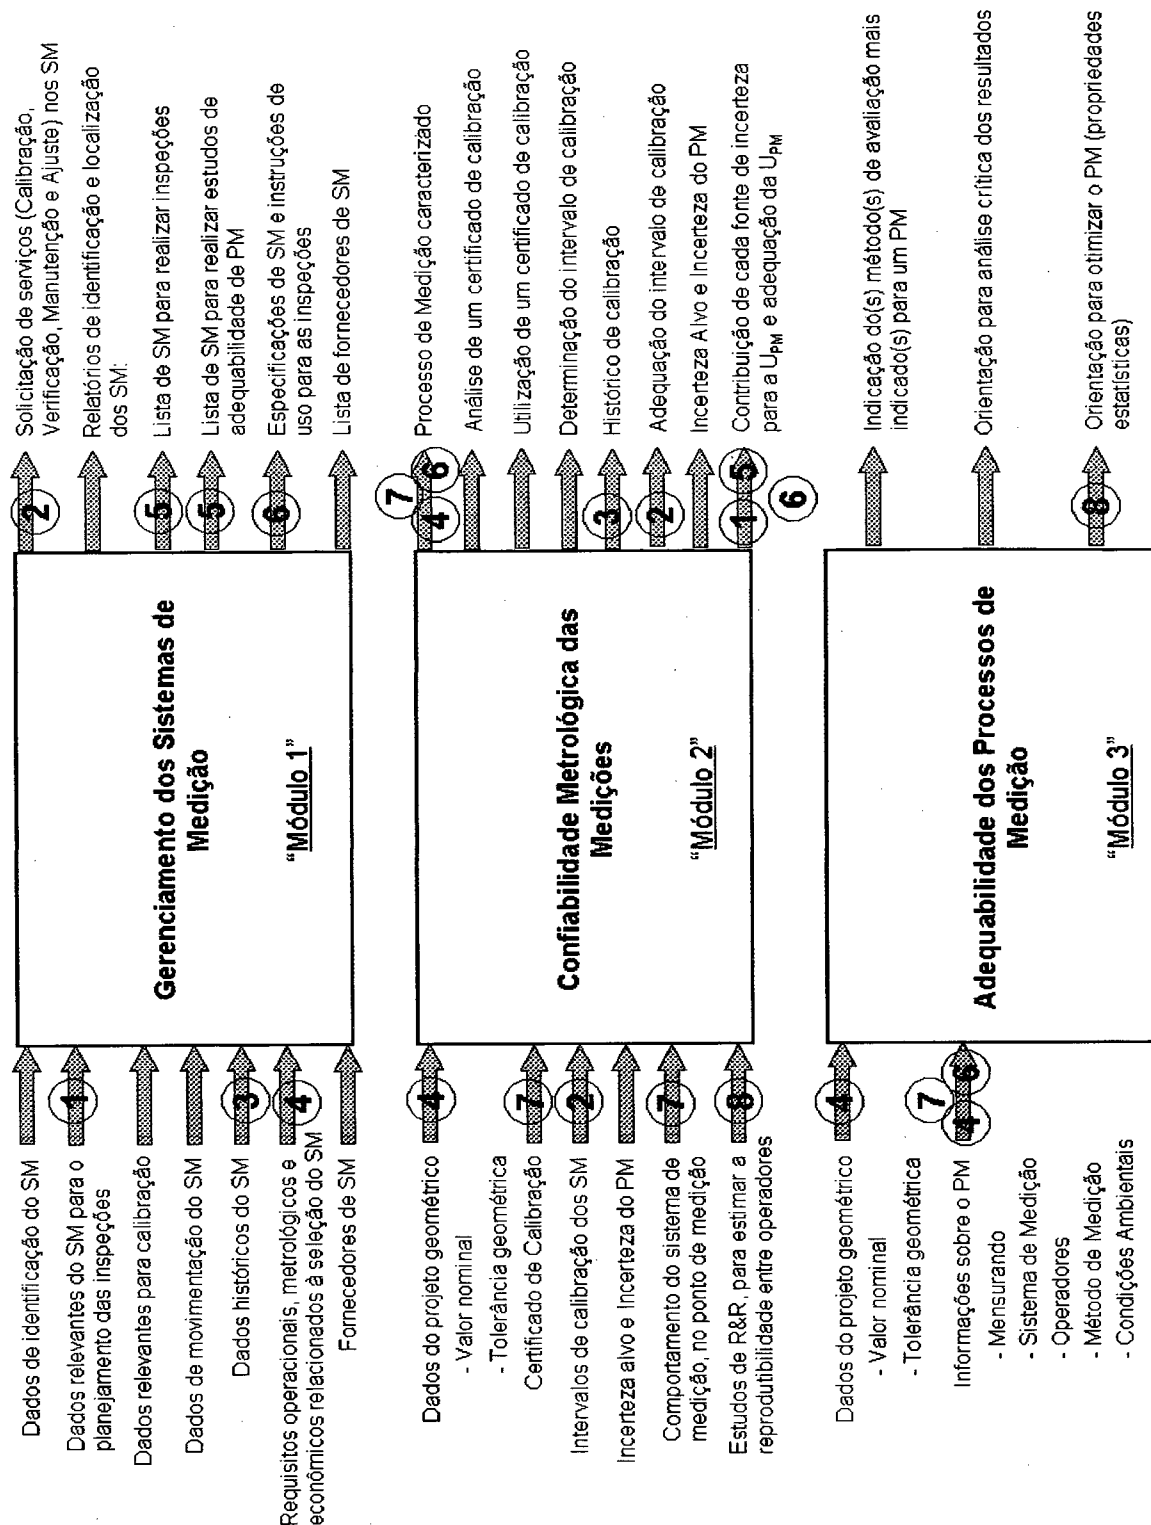 Dados de identificação do SM
Dados relevantes do SM para o
planejamento das inspeções
1
Dados relevantes para calibração
Dados de movimentação do SM
Dados históricos do SM
3
Requisitos operacionais, metrológicos e
econômicos relacionados à seleção do SM
4
Fornecedores de SM
Gerenciamento dos Sistemas de
Medição
“Módulo 1”
Solicitação de serviços (Calibração,
Verificação, Manutenção e Ajuste) nos SM
2
Relatórios de identificação e localização
dos SM:
Lista de SM para realizar inspeções
5
Lista de SM para realizar estudos de
adequabilidade de PM
5
Especificações de SM e instruções de
uso para as inspeções
6
Lista de fornecedores de SM
Dados do projeto geométrico
4
- Valor nominal
- Tolerância geométrica
Certificado de Calibração
7
Intervalos de calibração dos SM
2
Incerteza alvo e Incerteza do PM
Comportamento do sistema de
medição, no ponto de medição
7
Estudos de R&R, para estimar a
reprodutibilidade entre operadores
8
Confiabilidade Metrológica das
Medições
“Módulo 2”
7
4 6
Processo de Medição caracterizado
Análise de um certificado de calibração
Utilização de um certificado de calibração
Determinação do intervalo de calibração
3
Histórico de calibração
2
Adequação do intervalo de calibração
Incerteza Alvo e Incerteza do PM
1 5
6
Contribuição de cada fonte de incerteza
para a UPM e adequação da UPM
Dados do projeto geométrico
4
- Valor nominal
- Tolerância geométrica
Informações sobre o PM
7
4 6
- Mensurando
- Sistema de Medição
- Operadores
- Método de Medição
- Condições Ambientais
Adequabilidade dos Processos de
Medição
“Módulo 3”
Indicação do(s) método(s) de avaliação mais
indicado(s) para um PM
Orientação para análise crítica dos resultados
8
Orientação para otimizar o PM (propriedades
estatísticas)